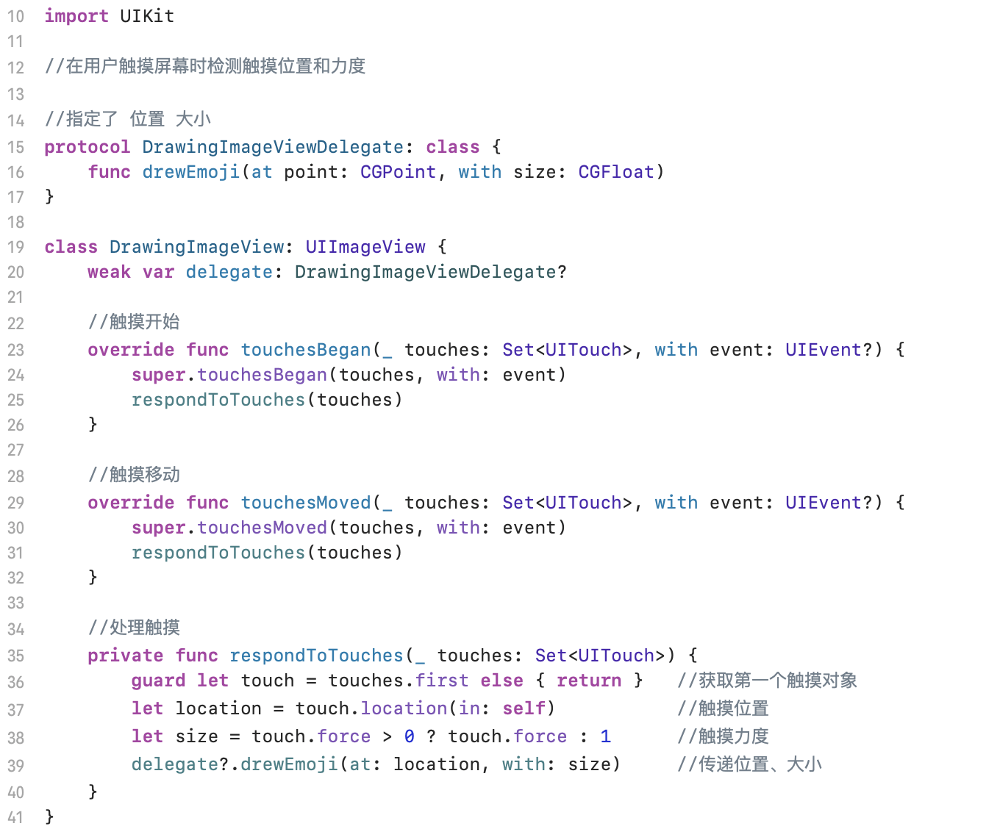 10 import UIKit
11
12 //在用户触摸屏幕时检测触摸位置和力度
13
14 //指定了 位置 大小
15 protocol DrawingImageViewDelegate: class {
16     func drewEmoji(at point: CGPoint, with size: CGFloat)
17 }
18
19 class DrawingImageView: UIImageView {
20     weak var delegate: DrawingImageViewDelegate?
21
22     //触摸开始
23     override func touchesBegan(_ touches: Set<UITouch>, with event: UIEvent?) {
24         super.touchesBegan(touches, with: event)
25         respondToTouches(touches)
26     }
27
28     //触摸移动
29     override func touchesMoved(_ touches: Set<UITouch>, with event: UIEvent?) {
30         super.touchesMoved(touches, with: event)
31         respondToTouches(touches)
32     }
33
34     //处理触摸
35     private func respondToTouches(_ touches: Set<UITouch>) {
36         guard let touch = touches.first else { return }   //获取第一个触摸对象
37         let location = touch.location(in: self)           //触摸位置
38         let size = touch.force > 0 ? touch.force : 1      //触摸力度
39         delegate?.drewEmoji(at: location, with: size)     //传递位置、大小
40     }
41 }